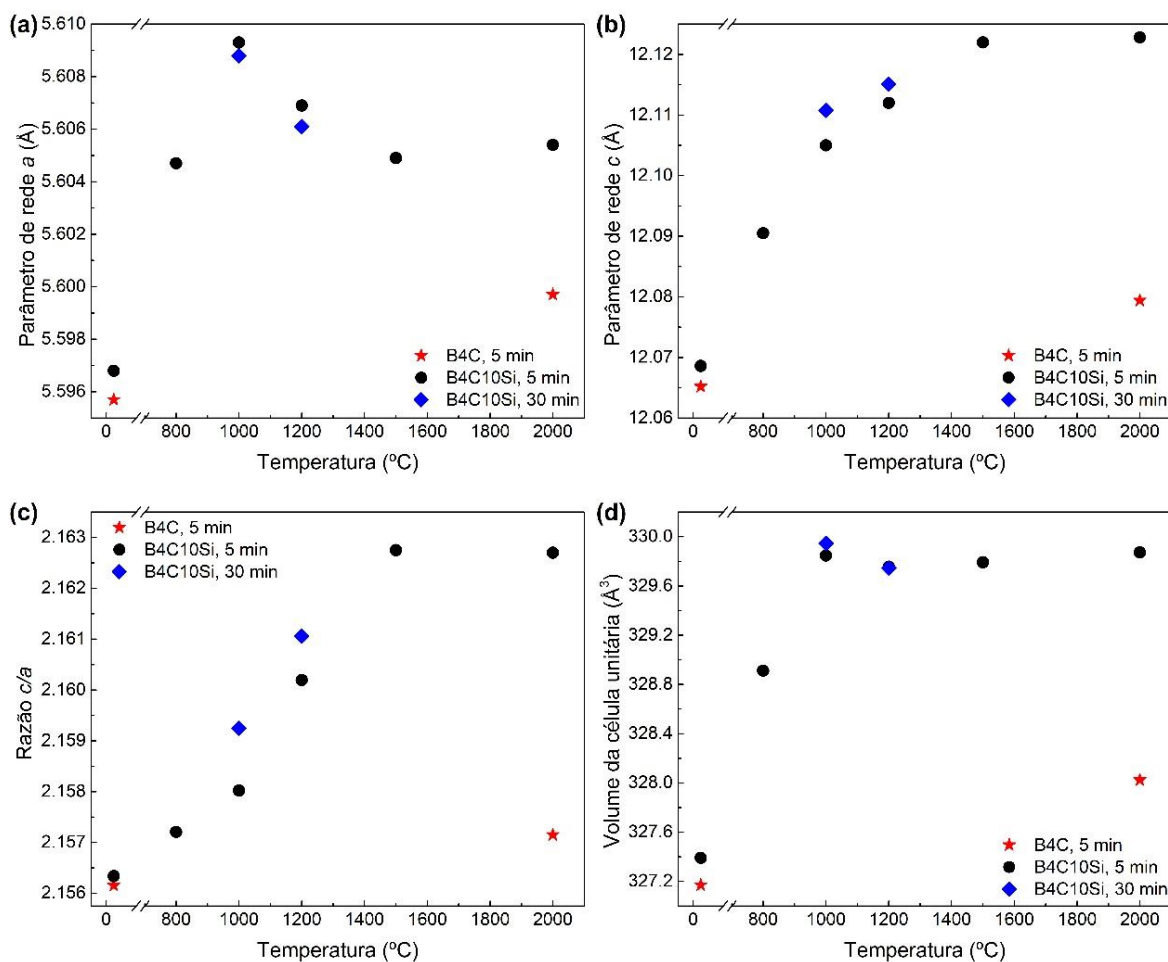 (a)
5.610
5.608
5.606
5.604
5.602
5.600
5.598
5.596
Parâmetro de rede a (Å)
B4C, 5 min
B4C10Si, 5 min
B4C10Si, 30 min
0 800 1000 1200 1400 1600 1800 2000
Temperatura (ºC)
(b)
12.12
12.11
12.10
12.09
12.08
12.07
12.06
Parâmetro de rede c (Å)
B4C, 5 min
B4C10Si, 5 min
B4C10Si, 30 min
0 800 1000 1200 1400 1600 1800 2000
Temperatura (ºC)
(c)
2.163
2.162
2.161
2.160
2.159
2.158
2.157
2.156
Razão c/a
B4C, 5 min
B4C10Si, 5 min
B4C10Si, 30 min
0 800 1000 1200 1400 1600 1800 2000
Temperatura (ºC)
(d)
330.0
329.6
329.2
328.8
328.4
328.0
327.6
327.2
Volume da célula unitária (Å³)
B4C, 5 min
B4C10Si, 5 min
B4C10Si, 30 min
0 800 1000 1200 1400 1600 1800 2000
Temperatura (ºC)